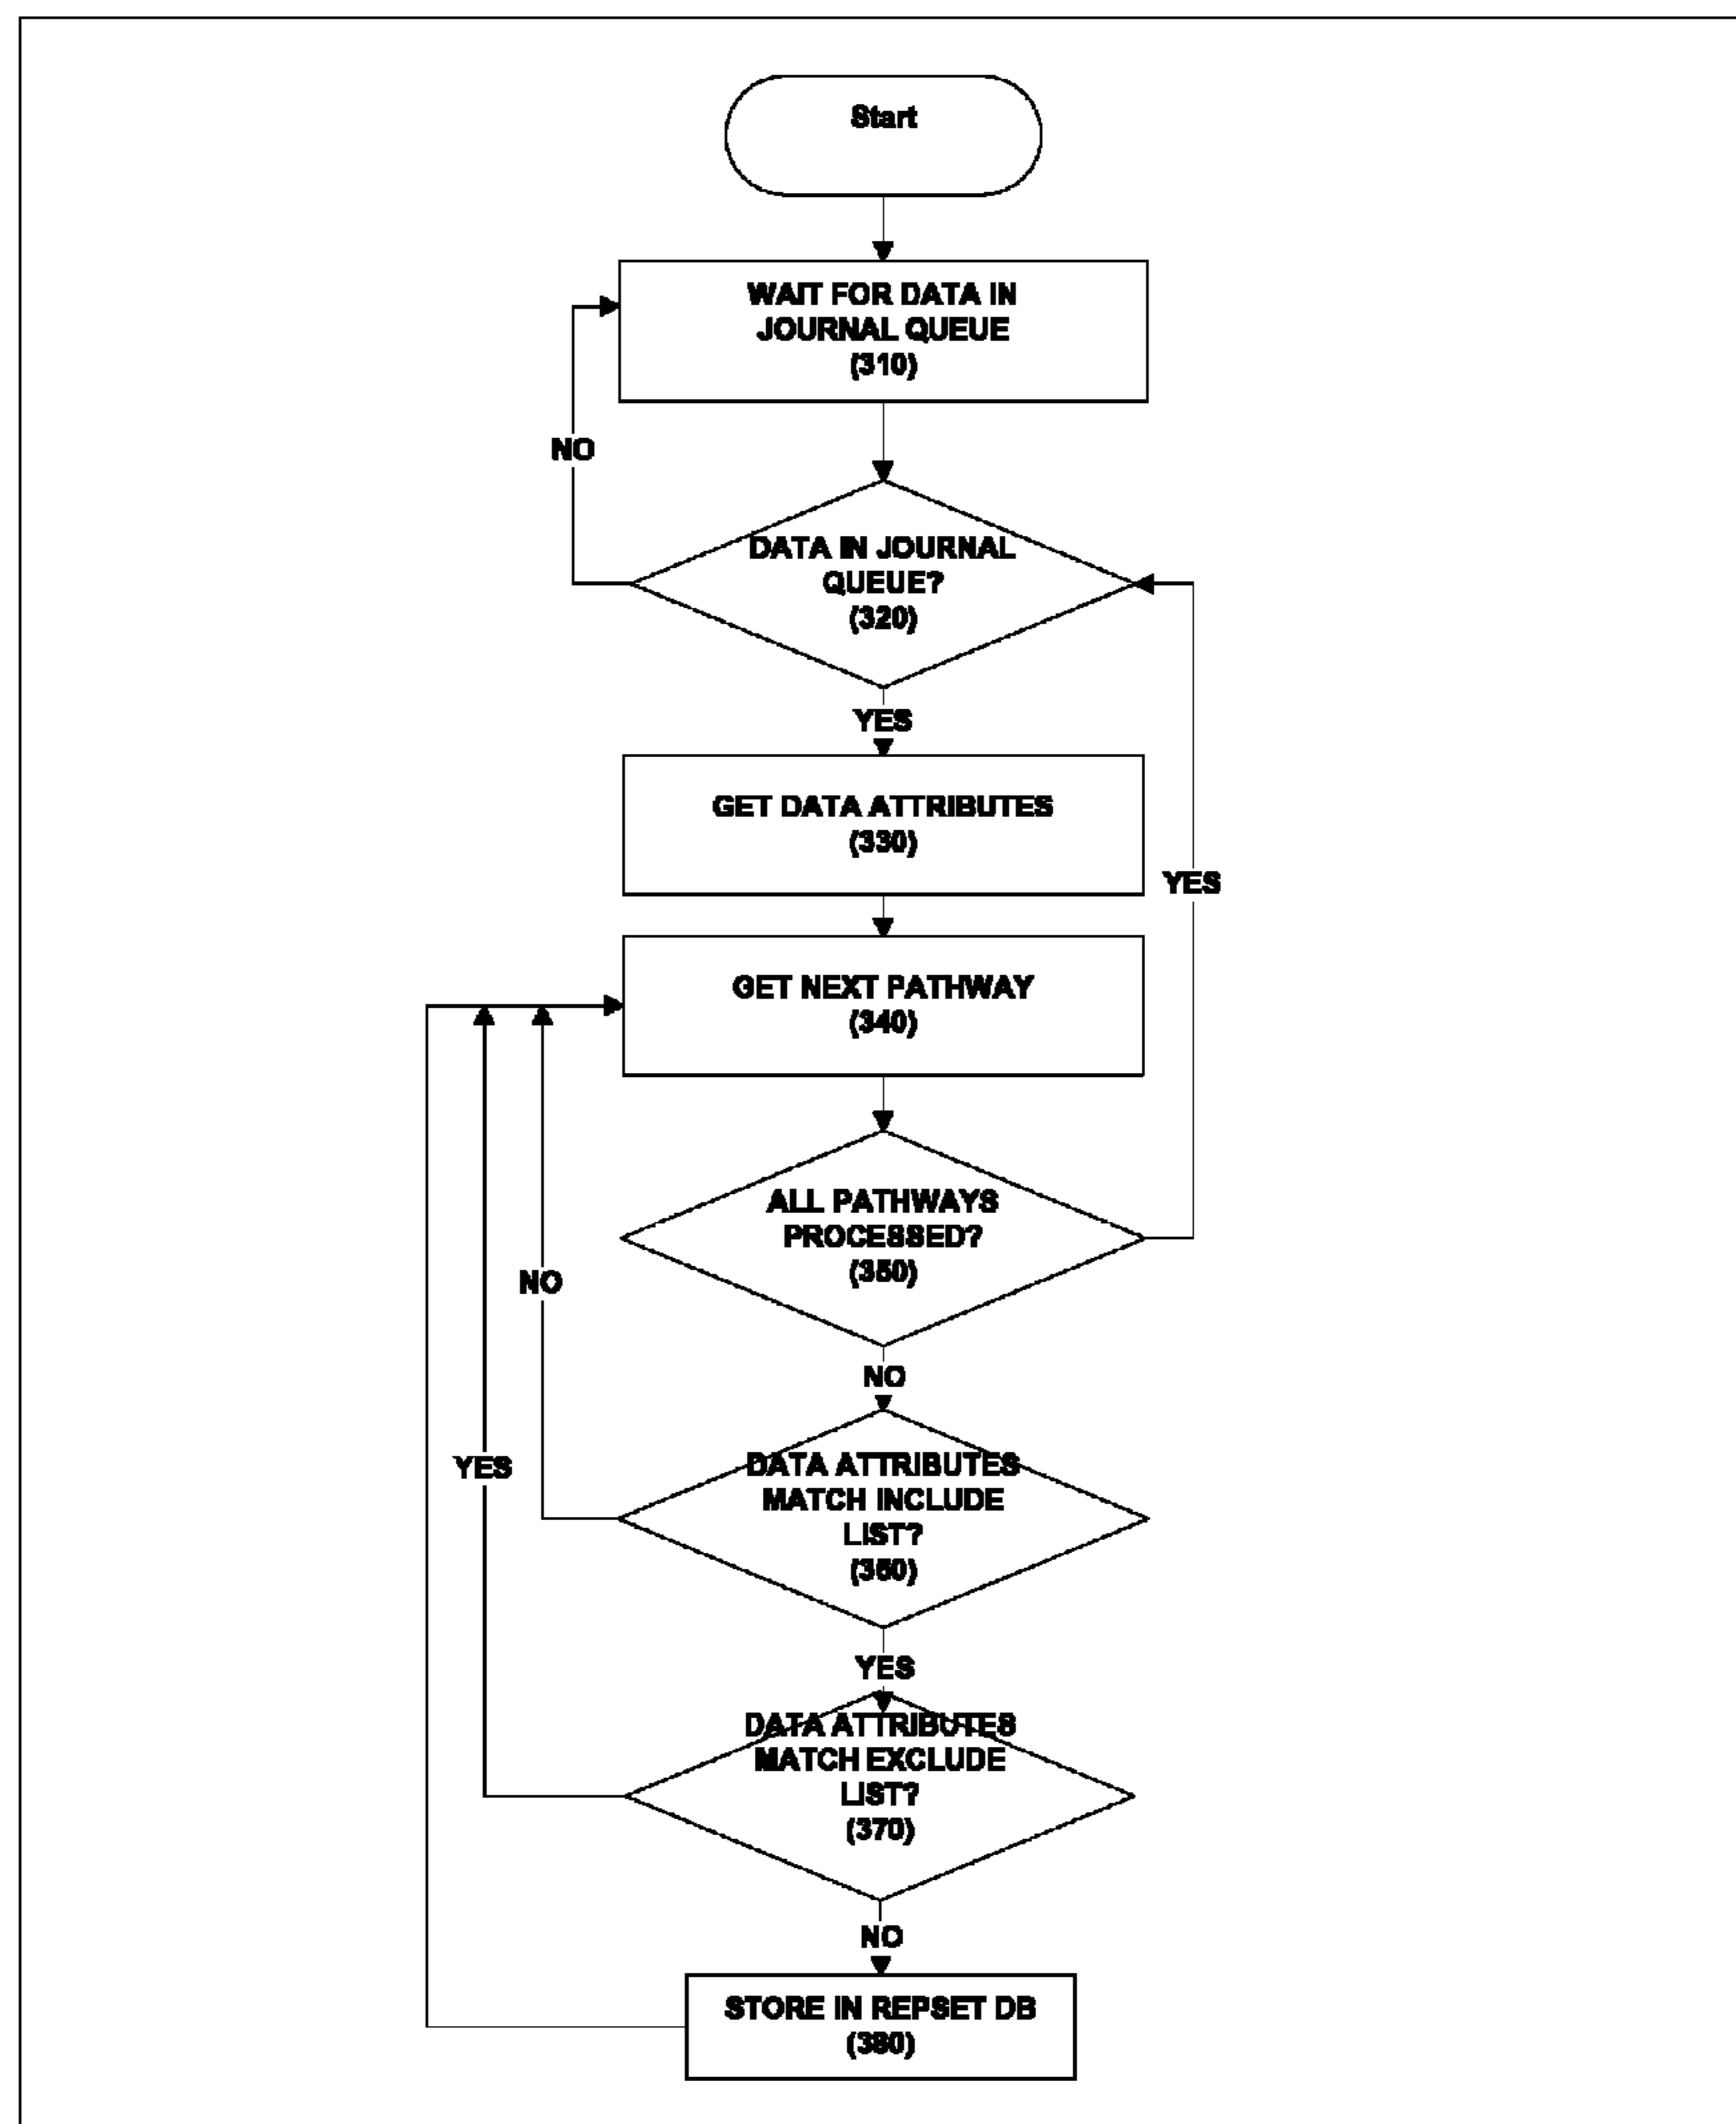 Start
WAIT FOR DATA IN
JOURNAL QUEUE
(310)
NO
DATA IN JOURNAL
QUEUE?
(320)
YES
GET DATA ATTRIBUTES
(330)
YES
GET NEXT PATHWAY
(340)
ALL PATHWAYS
PROCESSED?
(350)
NO
NO
DATA ATTRIBUTES
MATCH INCLUDE
LIST?
(360)
YES
YES
DATA ATTRIBUTES
MATCH EXCLUDE
LIST?
(370)
NO
STORE IN REPSET DB
(380)